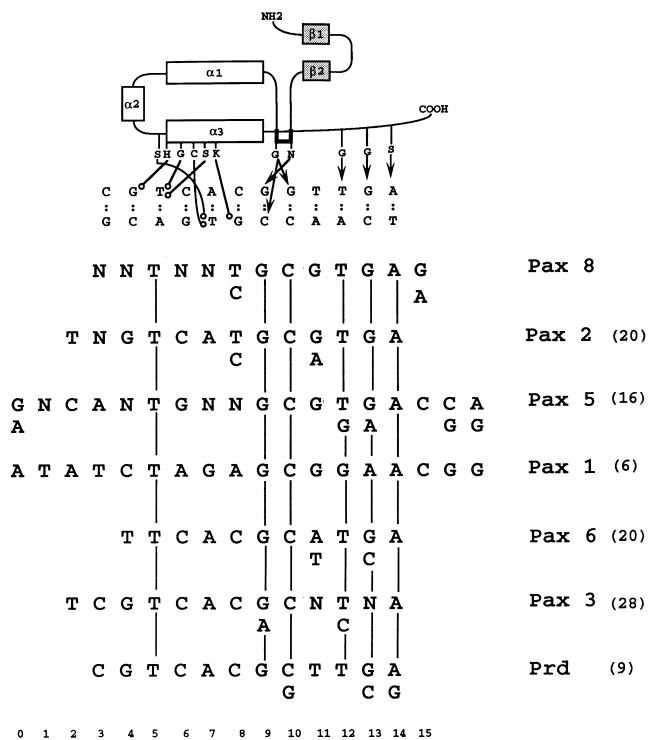 NH2
β1
α1
β2
α2
COOH
α3
S H G C S K G N G G S
C G T C A C G G T T G A
: : : : : : : : : : : :
G C A G T G C C A A C T
N N T N N T G C G T G A G Pax 8
C A
T N G T C A T G C G T G A Pax 2 (20)
C A
G N C A N T G N N G C G T G A C C A Pax 5 (16)
A G A G G
A T A T C T A G A G C G G A A C G G Pax 1 (6)
T T C A C G C A T G A Pax 6 (20)
T C
T C G T C A C G C N T N A Pax 3 (28)
A C
C G T C A C G C T T G A Prd (9)
G C G
0 1 2 3 4 5 6 7 8 9 10 11 12 13 14 15